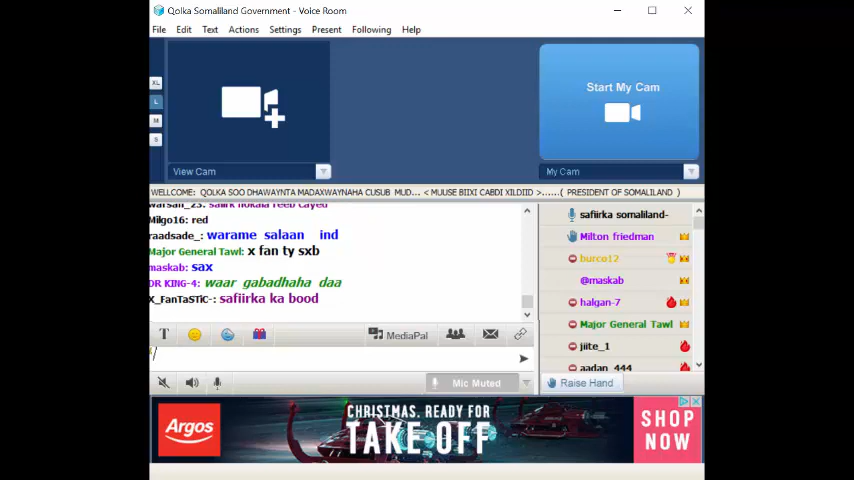 Qolka Somaliland Government - Voice Room
File Edit Text Actions Settings Present Following Help
XL
L
M
S
View Cam
Start My Cam
My Cam
WELLCOME: QOLKA SOO DHAWAYNTA MADAXWAYNAHA CUSUB MUD... < MUUSE BIIXI CABDI XILDIID >......( PRESIDENT OF SOMALILAND )
Milgo16: red
raadsade_: warame salaan ind
Major General Tawl: x fan ty sxb
maskab: sax
DR KING-4: waar gabadhaha daa
X_FanTaSTiC-: safiirka ka bood
safiirka somaliland-
Milton friedman
burco12
@maskab
halgan-7
Major General Tawl
jiite_1
aadan_444
T
MediaPal
/
Mic Muted
Raise Hand
Argos
CHRISTMAS. READY FOR
TAKE OFF
SHOP
NOW